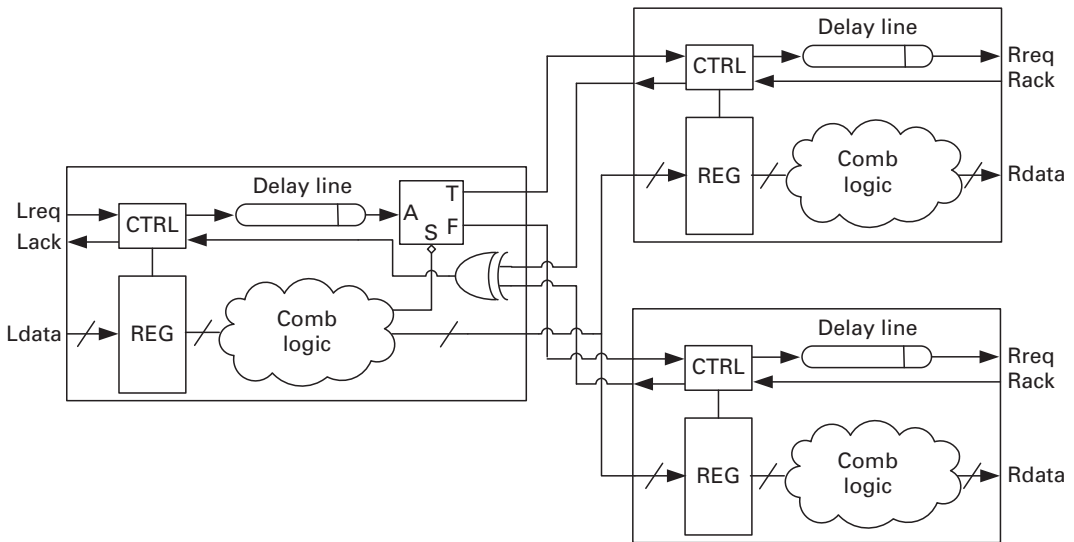 Delay line
CTRL
Rreq
Rack
REG
Comb
logic
Rdata
Delay line
T
A
S F
Lreq
CTRL
Lack
Ldata
REG
Comb
logic
Delay line
CTRL
Rreq
Rack
REG
Comb
logic
Rdata